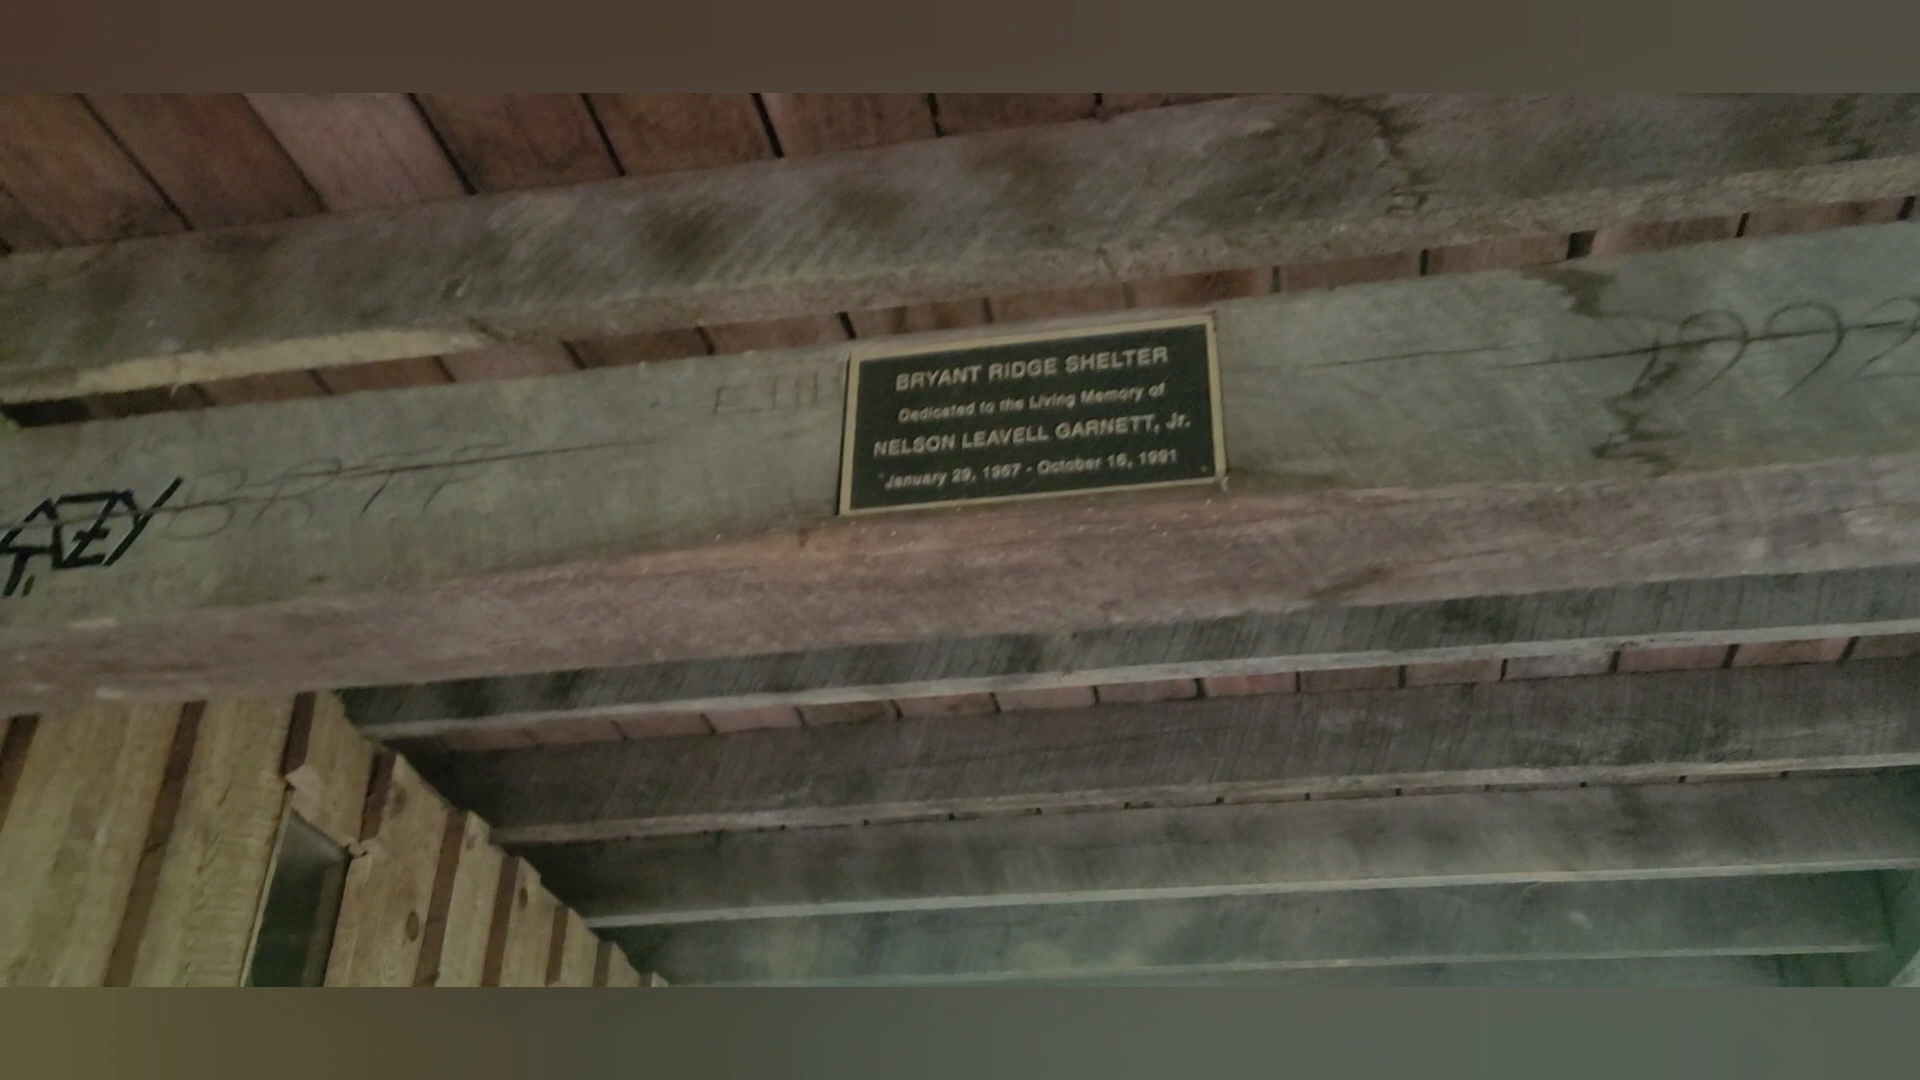 BRYANT RIDGE SHELTER
Dedicated to the Living Memory of
NELSON LEAVELL GARNETT, Jr.
January 29, 1967 - October 16, 1991
1992